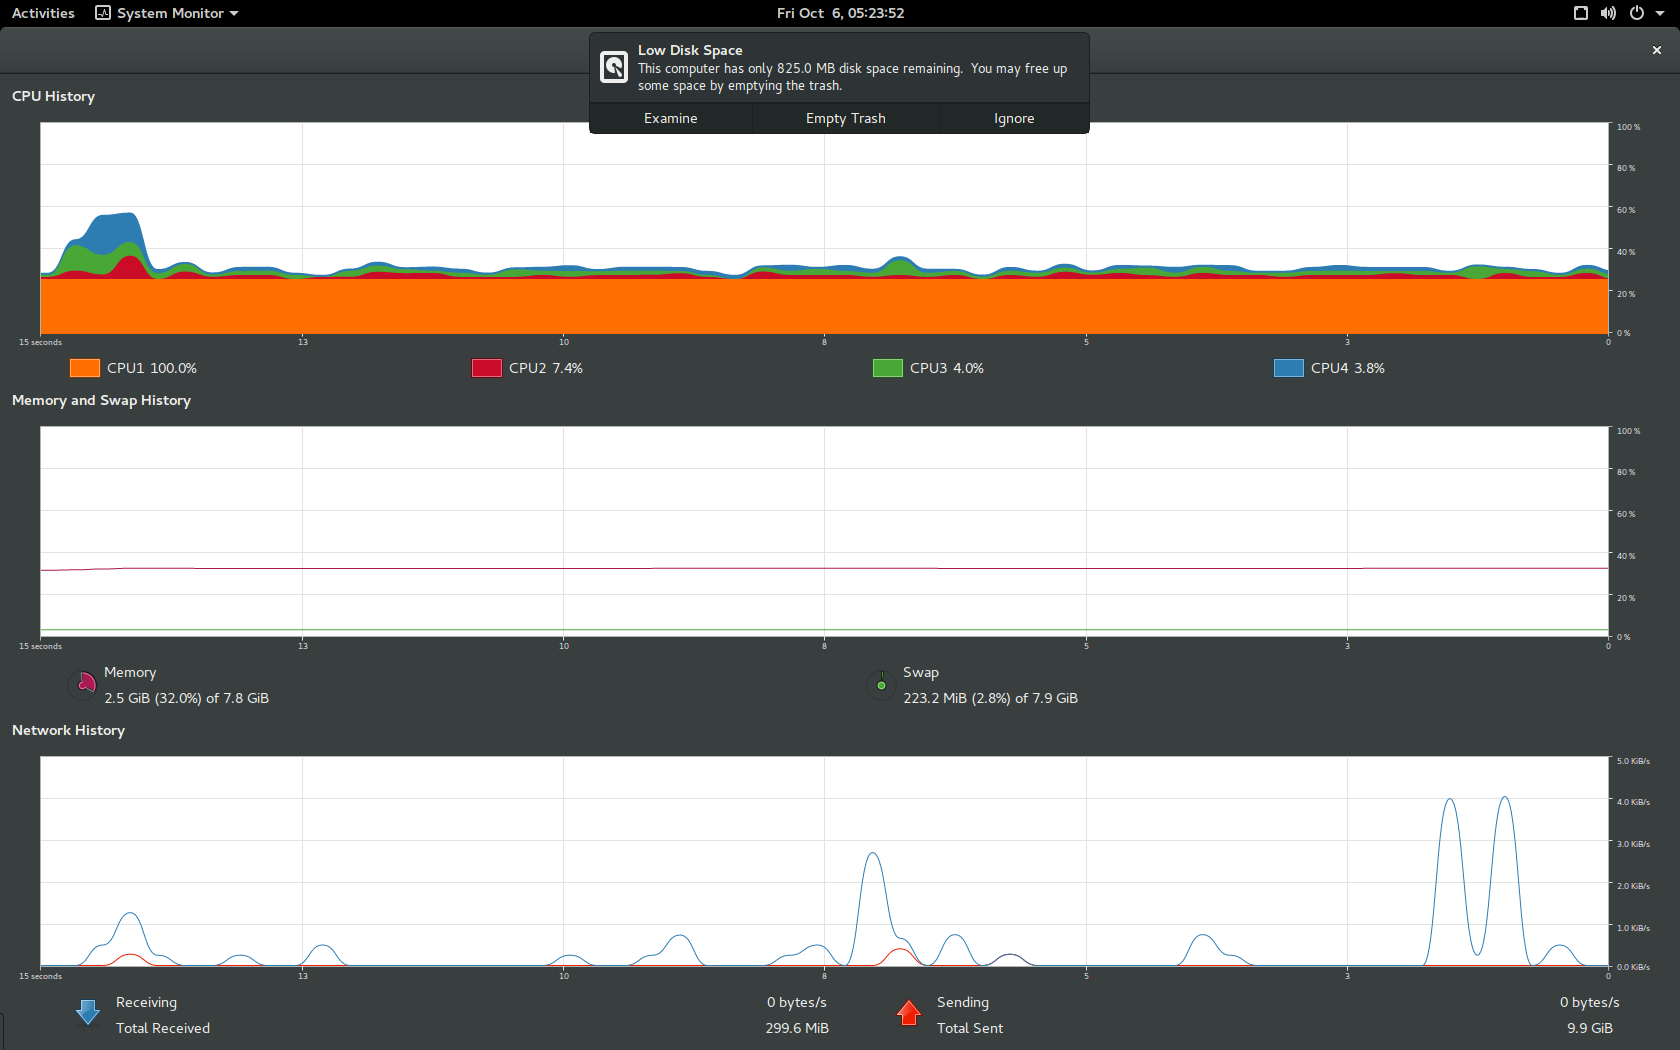 Activities
System Monitor
Fri Oct 6, 05:23:52
Low Disk Space
This computer has only 825.0 MB disk space remaining. You may free up
some space by emptying the trash.
Examine
Empty Trash
Ignore
CPU History
100 %
80 %
60 %
40 %
20 %
0 %
15 seconds
13
10
8
5
3
0
CPU1 100.0%
CPU2 7.4%
CPU3 4.0%
CPU4 3.8%
Memory and Swap History
100 %
80 %
60 %
40 %
20 %
0 %
15 seconds
13
10
8
5
3
0
Memory
2.5 GiB (32.0%) of 7.8 GiB
Swap
223.2 MiB (2.8%) of 7.9 GiB
Network History
5.0 KiB/s
4.0 KiB/s
3.0 KiB/s
2.0 KiB/s
1.0 KiB/s
0.0 KiB/s
15 seconds
13
10
8
5
3
0
Receiving
0 bytes/s
Total Received
299.6 MiB
Sending
0 bytes/s
Total Sent
9.9 GiB